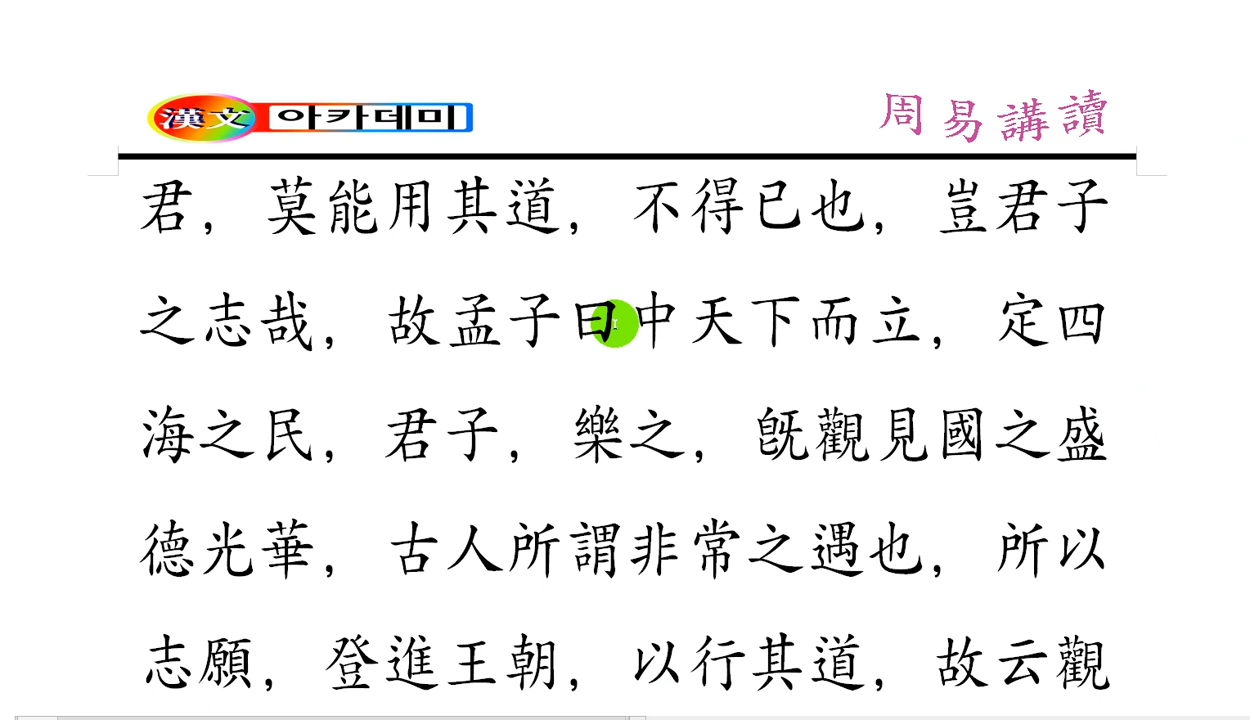 漢文 아카데미
周易講讀
君, 莫能用其道, 不得已也, 豈君子
之志哉, 故孟子曰中天下而立, 定四
海之民, 君子, 樂之, 旣觀見國之盛
德光華, 古人所謂非常之遇也, 所以
志願, 登進王朝, 以行其道, 故云觀